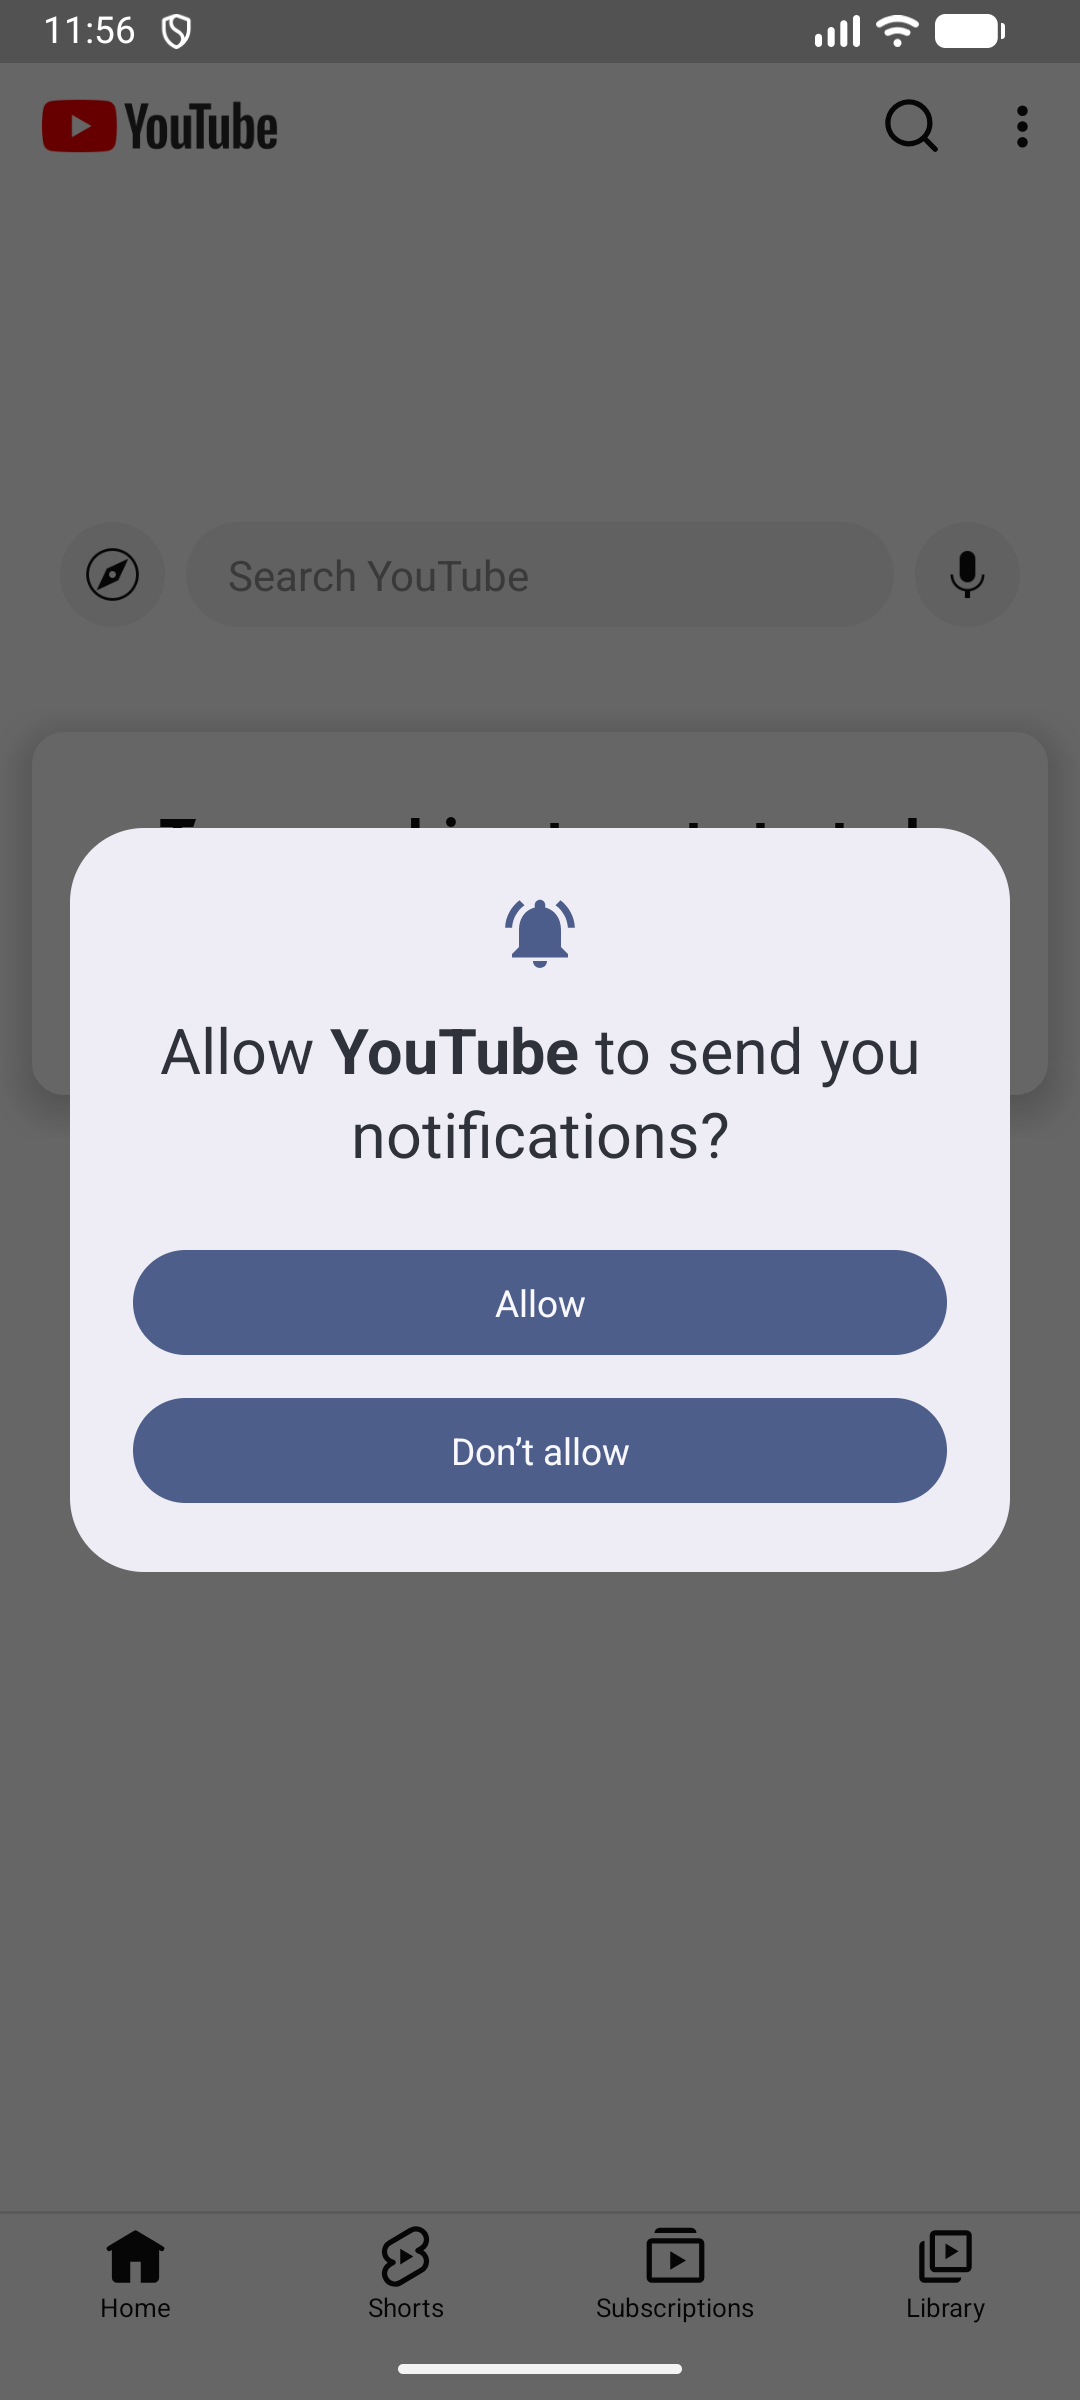 11:56
YouTube
Search YouTube
Allow YouTube to send you
notifications?
Allow
Don’t allow
Home
Shorts
Subscriptions
Library